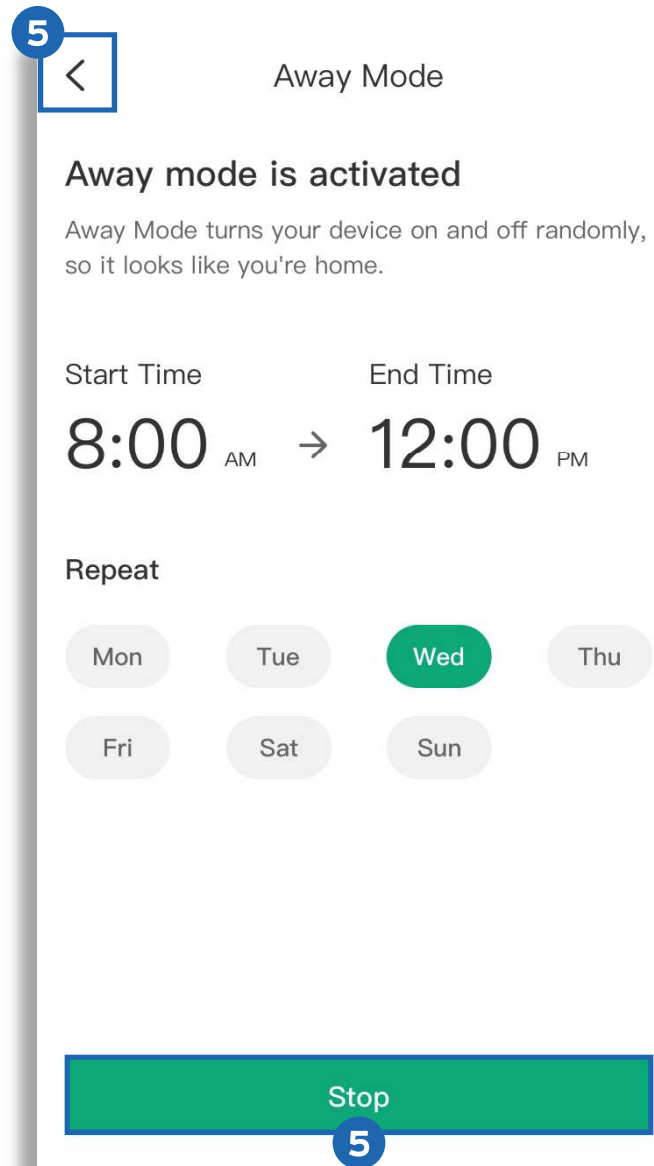 5
Away Mode
Away mode is activated
Away Mode turns your device on and off randomly,
so it looks like you're home.
Start Time End Time
8:00 AM → 12:00 PM
Repeat
Mon Tue Wed Thu
Fri Sat Sun
Stop
5